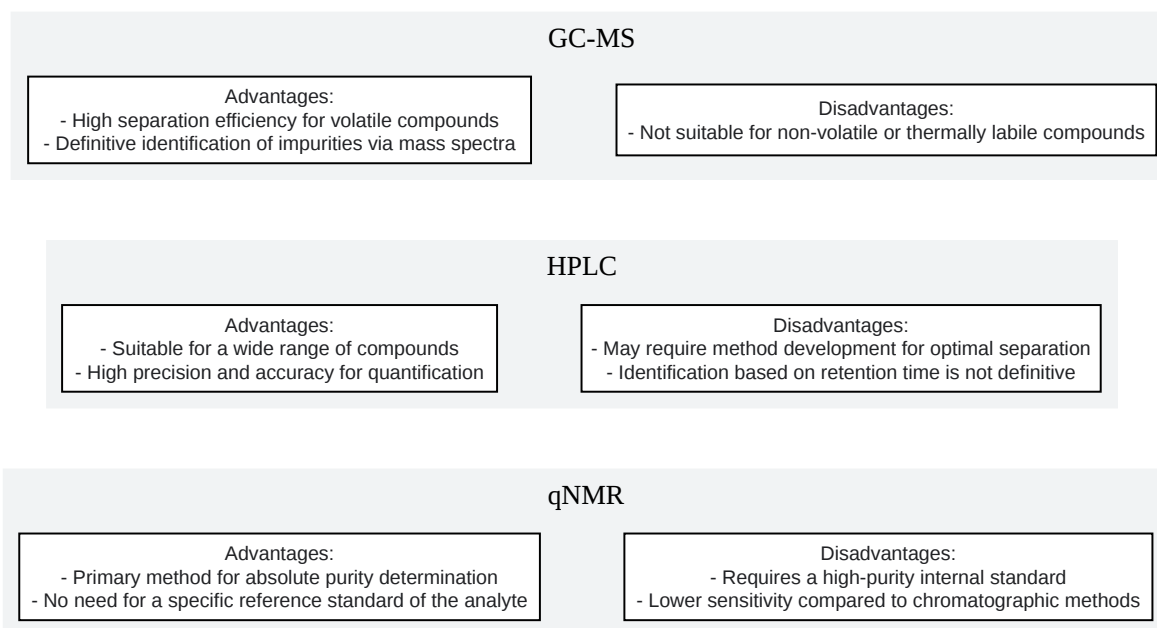 GC-MS
Advantages:
- High separation efficiency for volatile compounds
- Definitive identification of impurities via mass spectra
Disadvantages:
- Not suitable for non-volatile or thermally labile compounds
HPLC
Advantages:
- Suitable for a wide range of compounds
- High precision and accuracy for quantification
Disadvantages:
- May require method development for optimal separation
- Identification based on retention time is not definitive
qNMR
Advantages:
- Primary method for absolute purity determination
- No need for a specific reference standard of the analyte
Disadvantages:
- Requires a high-purity internal standard
- Lower sensitivity compared to chromatographic methods